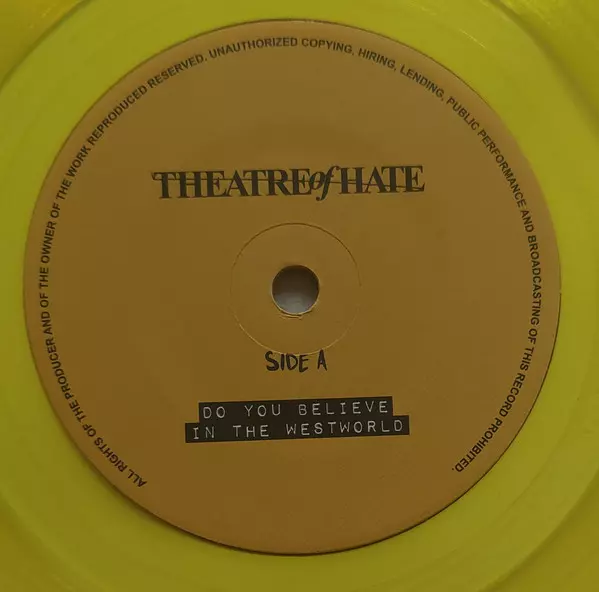 ALL RIGHTS OF THE PRODUCER AND OF THE OWNER OF THE WORK REPRODUCED RESERVED. UNAUTHORIZED COPYING, HIRING, LENDING, PUBLIC PERFORMANCE AND BROADCASTING OF THIS RECORD PROHIBITED.
THEATRE of HATE
SIDE A
DO YOU BELIEVE
IN THE WESTWORLD